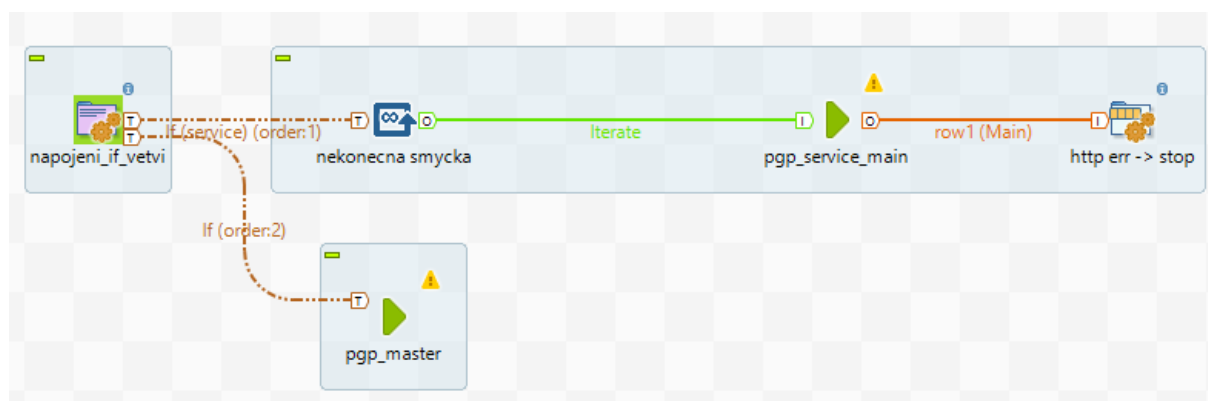 If (service) (order:1)
Iterate
row1 (Main)
napojeni_if_vetvi
nekonecna smycka
pgp_service_main
http err -> stop
If (order:2)
pgp_master
T
T
T
O
I
O
I
T